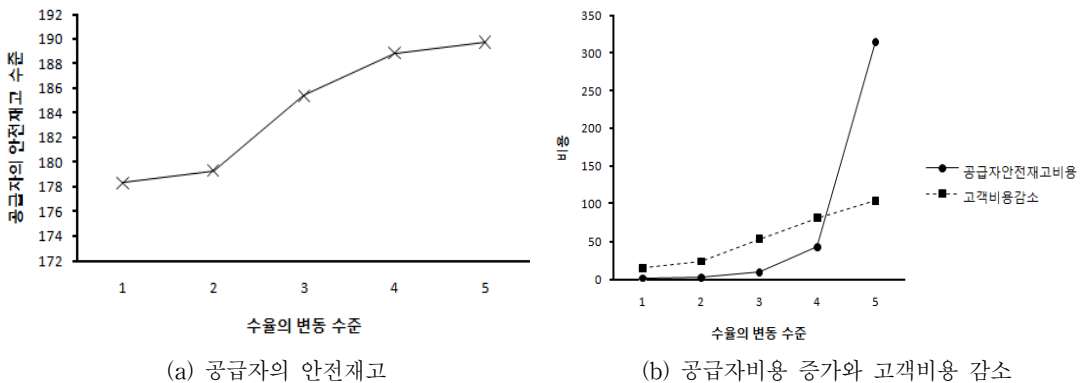 192
190
188
186
184
182
180
178
176
174
172
공급자의 안전재고 수준
1 2 3 4 5
수율의 변동 수준
(a) 공급자의 안전재고
350
300
250
200
150
100
50
0
비용
1 2 3 4 5
수율의 변동 수준
공급자안전재고비용
고객비용감소
(b) 공급자비용 증가와 고객비용 감소